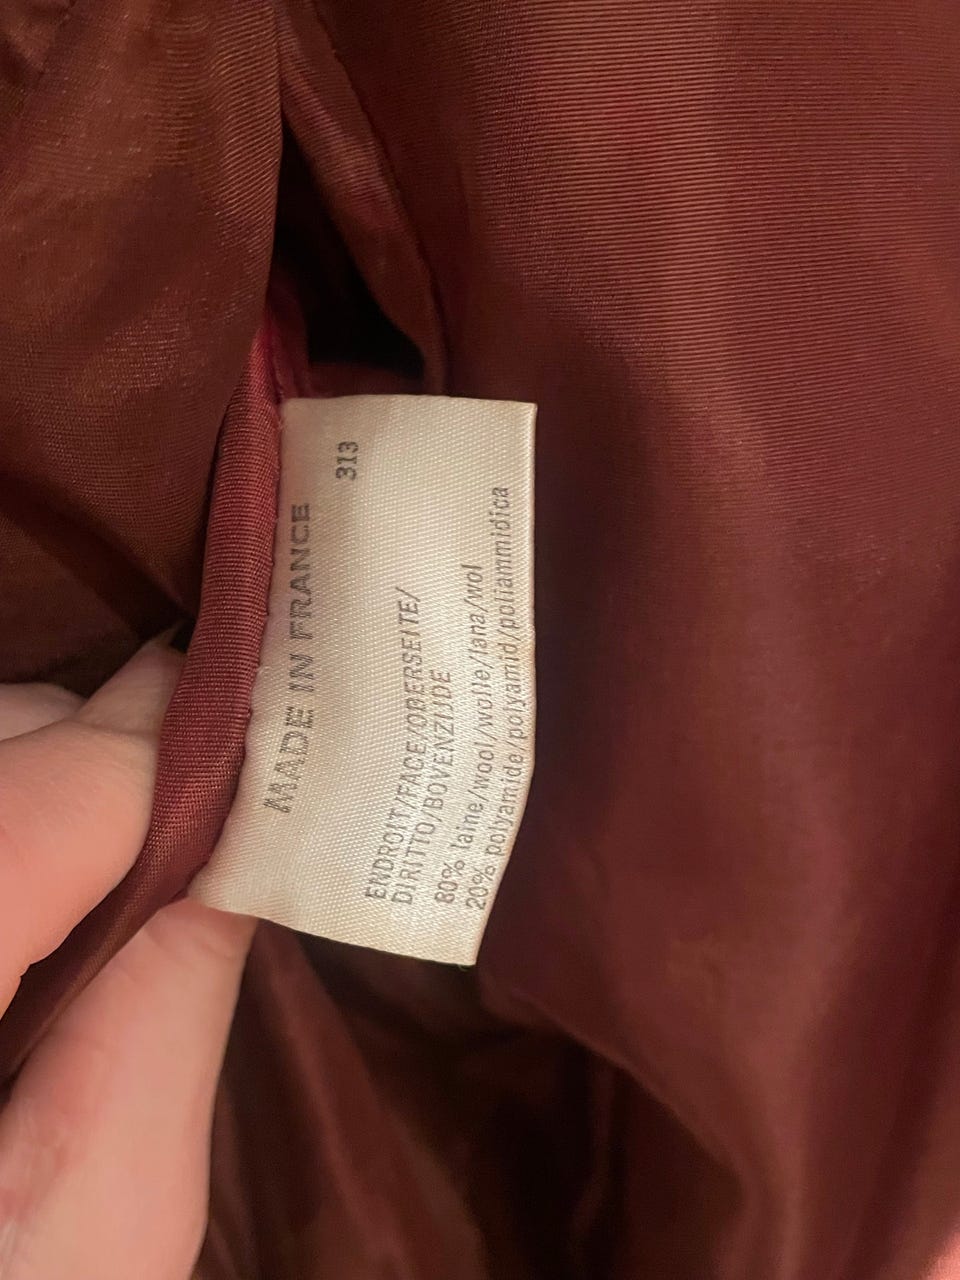 MADE IN FRANCE
313
ENDROIT/FACE/OBERSEITE/
DIRITTO/BOVENZIJDE
80% laine/wool/wolle/lana/wol
20% polyamide/polyamid/poliammidica